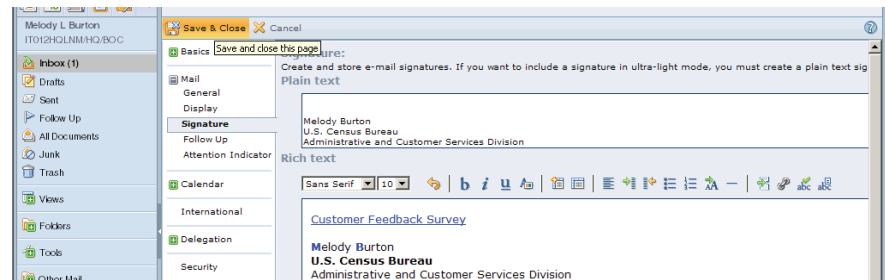 Melody L Burton
IT012HQLNM/HQ/BOC
Inbox (1)
Drafts
Sent
Follow Up
All Documents
Junk
Trash
Views
Folders
Tools
Other Mail
Save & Close
Cancel
Save and close this page
Basics
Mail
General
Display
Signature
Follow Up
Attention Indicator
Calendar
International
Delegation
Security
Signature:
Create and store e-mail signatures. If you want to include a signature in ultra-light mode, you must create a plain text sig
Plain text
Melody Burton
U.S. Census Bureau
Administrative and Customer Services Division
Rich text
Sans Serif 10 b i u
Customer Feedback Survey
Melody Burton
U.S. Census Bureau
Administrative and Customer Services Division